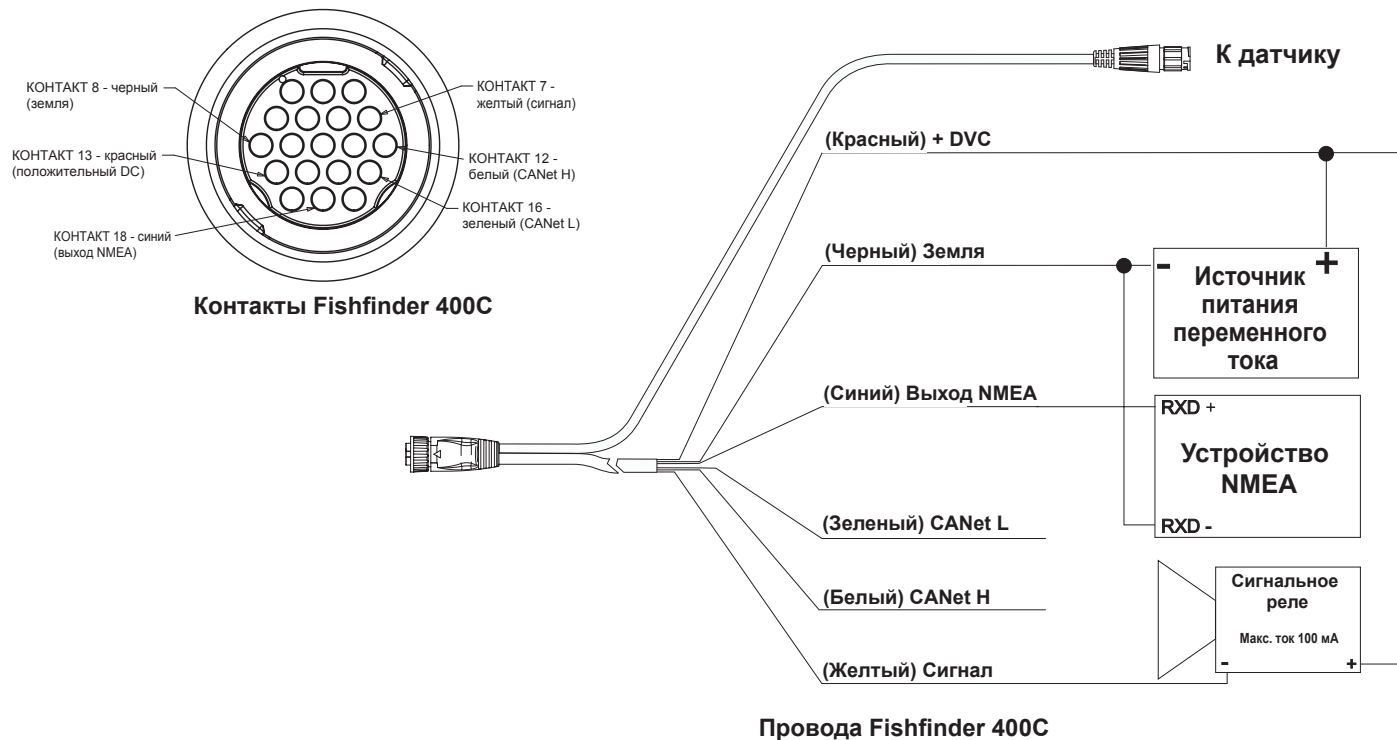 КОНТАКТ 8 - черный
(земля)
КОНТАКТ 13 - красный
(положительный DC)
КОНТАКТ 18 - синий
(выход NMEA)
КОНТАКТ 7 -
желтый (сигнал)
КОНТАКТ 12 -
белый (CANet H)
КОНТАКТ 16 -
зеленый (CANet L)
Контакты Fishfinder 400C
К датчику
(Красный) + DVC
(Черный) Земля
- +
Источник
питания
переменного
тока
(Синий) Выход NMEA
RXD +
Устройство
NMEA
RXD -
(Зеленый) CANet L
(Белый) CANet H
(Желтый) Сигнал
Сигнальное
реле
Макс. ток 100 мА
- +
Провода Fishfinder 400C